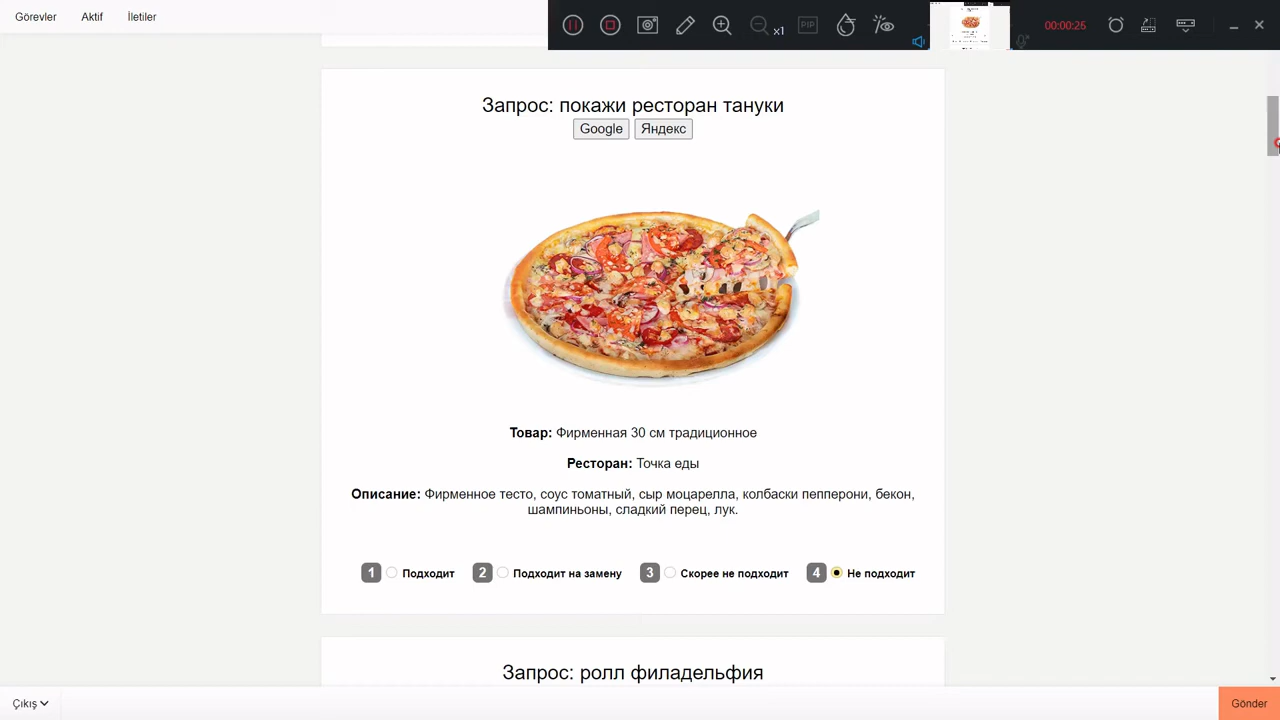 Görevler Aktif İletiler
x1 PIP 00:00:25
Запрос: покажи ресторан тануки
Google Яндекс
Товар: Фирменная 30 см традиционное
Ресторан: Точка еды
Описание: Фирменное тесто, соус томатный, сыр моцарелла, колбаски пепперони, бекон,
шампиньоны, сладкий перец, лук.
1 Подходит 2 Подходит на замену 3 Скорее не подходит 4 Не подходит
Запрос: ролл филадельфия
Çıkış Gönder